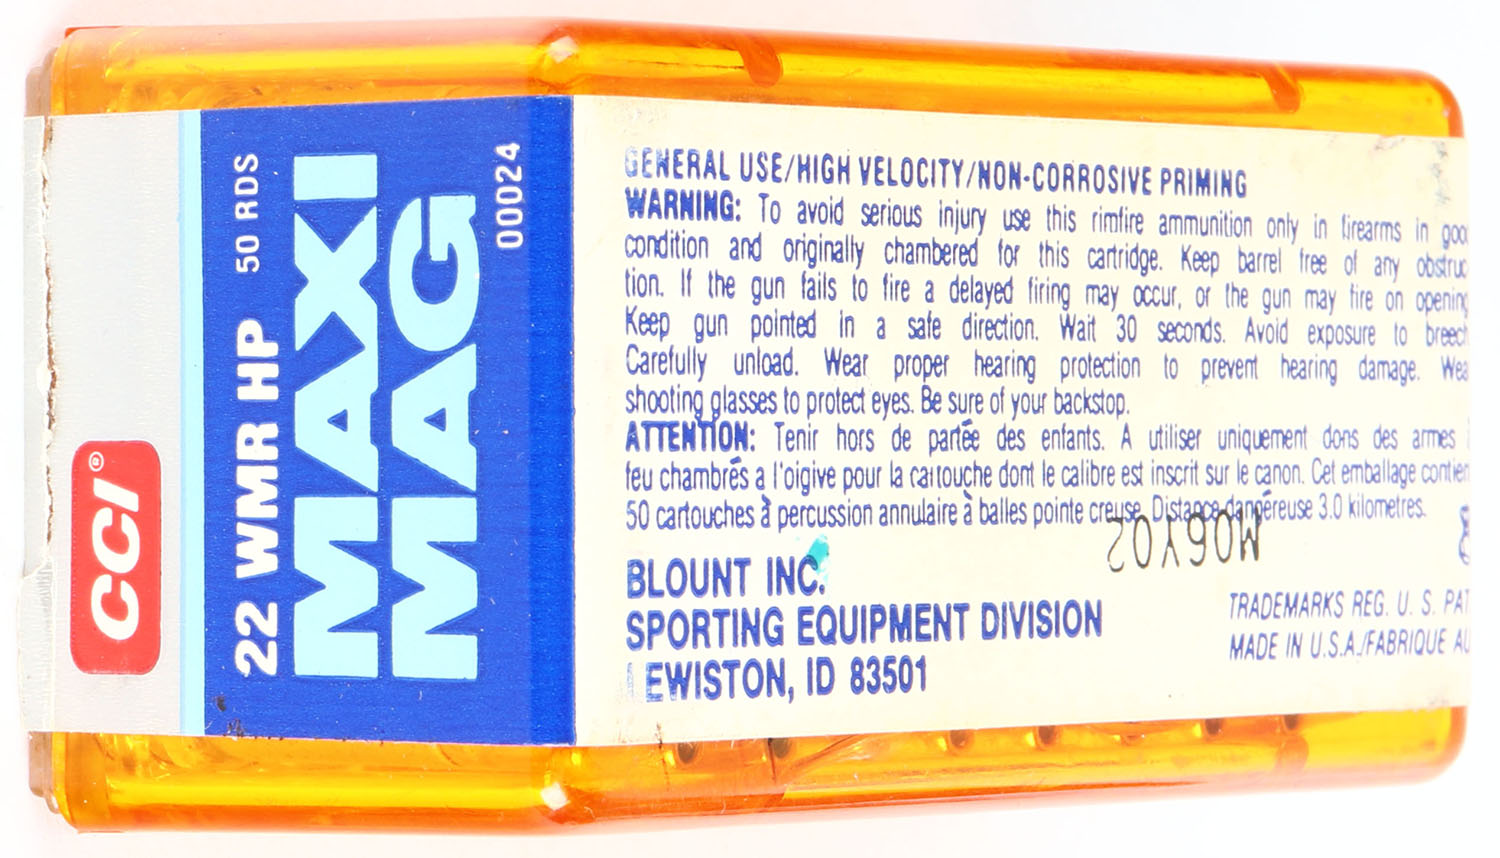 CCI®
22 WMR HP 50 RDS
MAXI
MAG
00024
GENERAL USE/HIGH VELOCITY/NON-CORROSIVE PRIMING
WARNING: To avoid serious injury use this rimfire ammunition only in firearms in goo
condition and originally chambered for this cartridge. Keep barrel free of any obstruc
tion. If the gun fails to fire a delayed firing may occur, or the gun may fire on opening
Keep gun pointed in a safe direction. Wait 30 seconds. Avoid exposure to breech
Carefully unload. Wear proper hearing protection to prevent hearing damage. Wea
shooting glasses to protect eyes. Be sure of your backstop.
ATTENTION: Tenir hors de partée des enfants. A utiliser uniquement dons des armes
feu chambrés a l'oigive pour la cartouche dont le calibre est inscrit sur le canon. Cet emballage contien
50 cartouches à percussion annulaire à balles pointe creuse. Distance dangéreuse 3.0 kilometres.
M06Y02
BLOUNT INC.
SPORTING EQUIPMENT DIVISION
LEWISTON, ID 83501
TRADEMARKS REG. U. S. PAT
MADE IN U.S.A./FABRIQUE AU